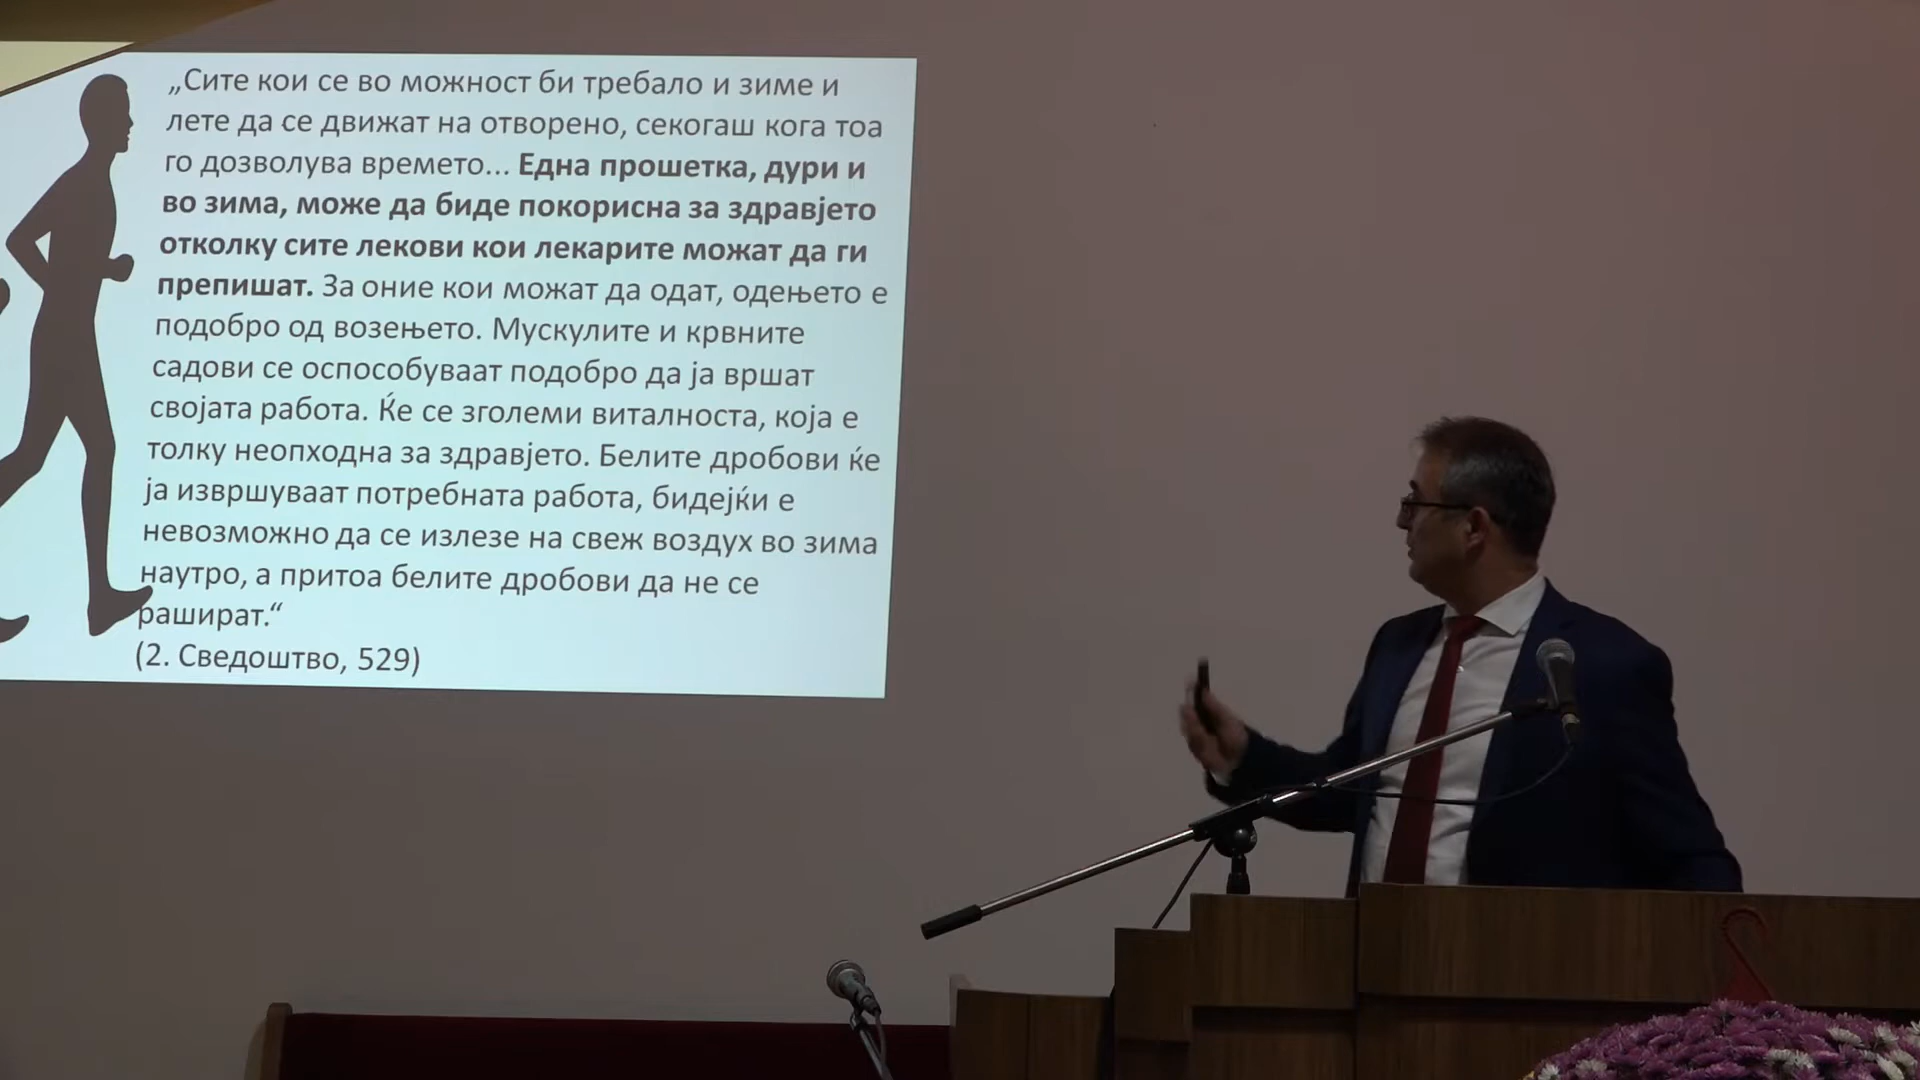 „Сите кои се во можност би требало и зиме и
лете да се движат на отворено, секогаш кога тоа
го дозволува времето... Една прошетка, дури и
во зима, може да биде покорисна за здравјето
отколку сите лекови кои лекарите можат да ги
препишат. За оние кои можат да одат, одењето е
подобро од возењето. Мускулите и крвните
садови се оспособуваат подобро да ја вршат
својата работа. Ќе се зголеми виталноста, која е
толку неопходна за здравјето. Белите дробови ќе
ја извршуваат потребната работа, бидејќи е
невозможно да се излезе на свеж воздух во зима
наутро, а притоа белите дробови да не се
рашират.“
(2. Сведоштво, 529)